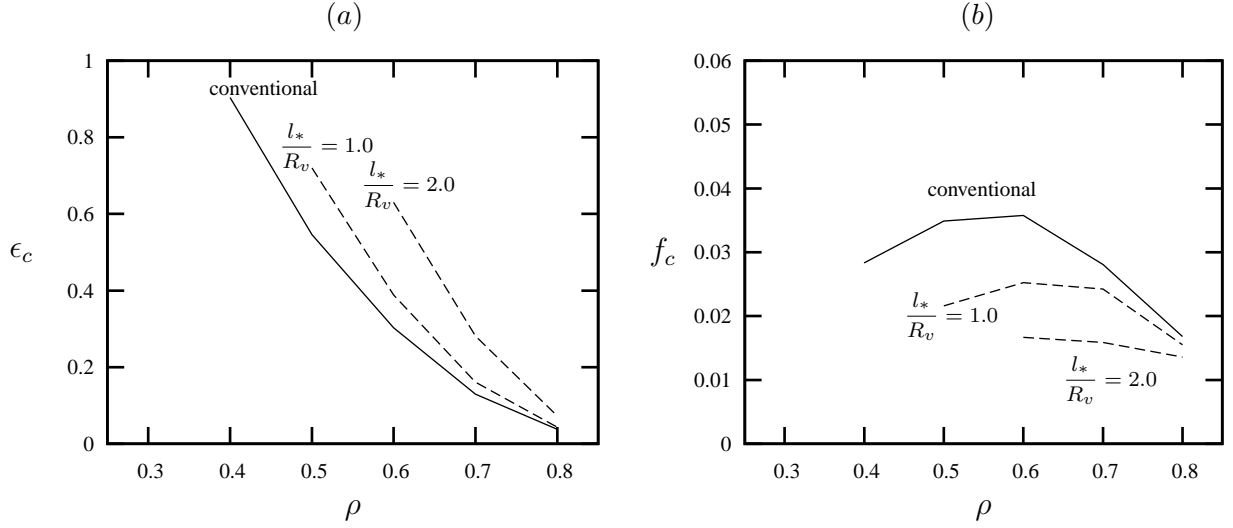 (a)
1
0.8
0.6
0.4
0.2
0
ϵ_c
conventional
l_*/R_v = 1.0
l_*/R_v = 2.0
0.3 0.4 0.5 0.6 0.7 0.8
ρ
(b)
0.06
0.05
0.04
0.03
0.02
0.01
0
f_c
conventional
l_*/R_v = 1.0
l_*/R_v = 2.0
0.3 0.4 0.5 0.6 0.7 0.8
ρ